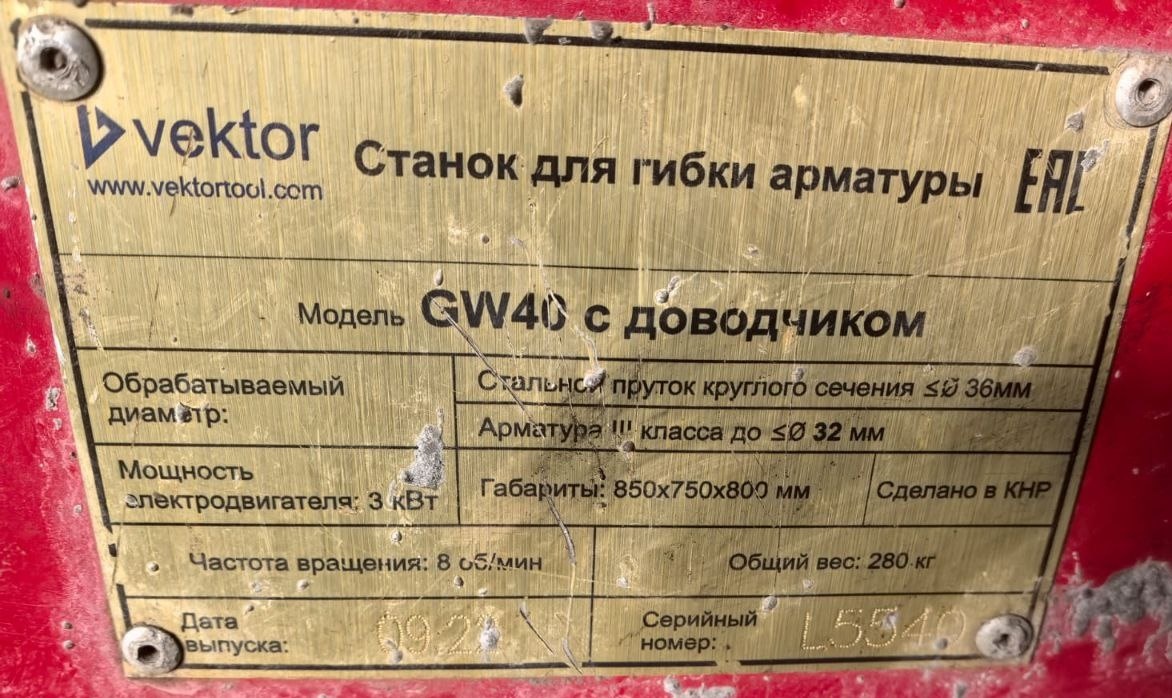 vektor
www.vektortool.com
Станок для гибки арматуры
EAC
Модель GW40 с доводчиком
Обрабатываемый
диаметр:
Стальной пруток круглого сечения ≤Ø 36мм
Арматура III класса до ≤Ø 32 мм
Мощность
электродвигателя: 3 кВт
Габариты: 850х750х800 мм
Сделано в КНР
Частота вращения: 8 об/мин
Общий вес: 280 кг
Дата
выпуска:
Серийный
номер: L5540